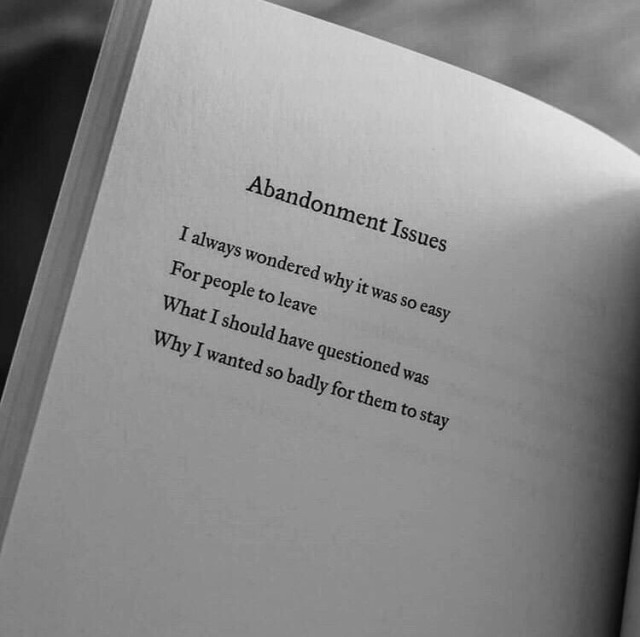 Abandonment Issues
I always wondered why it was so easy
For people to leave
What I should have questioned was
Why I wanted so badly for them to stay